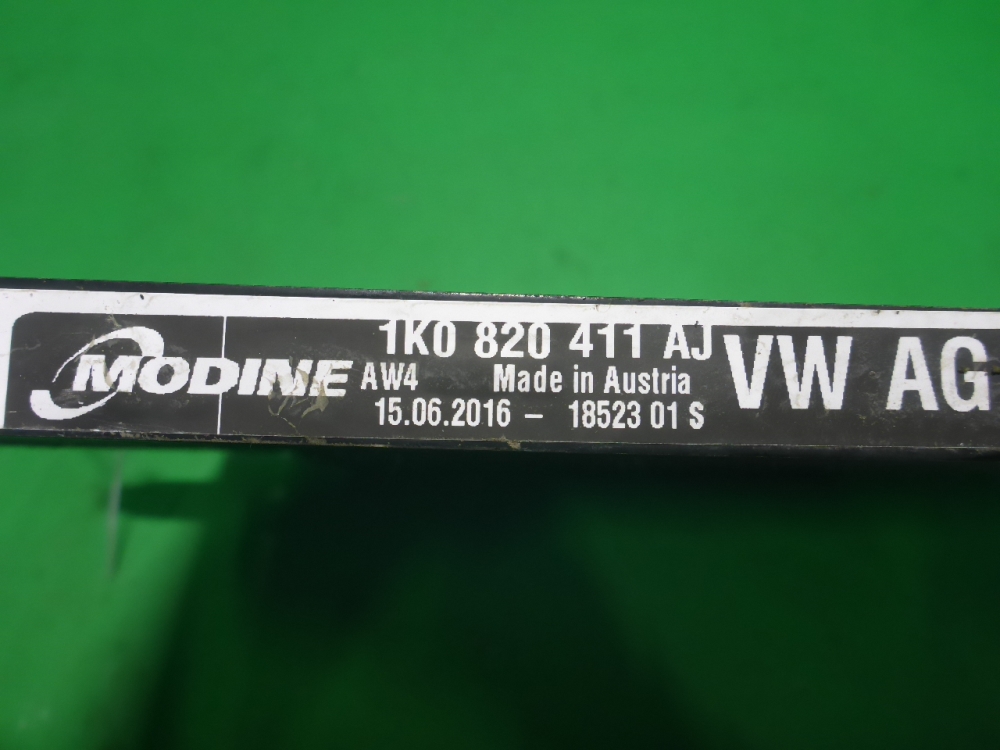 MODINE
1K0 820 411 AJ
AW4 Made in Austria
15.06.2016 – 18523 01 S
VW AG